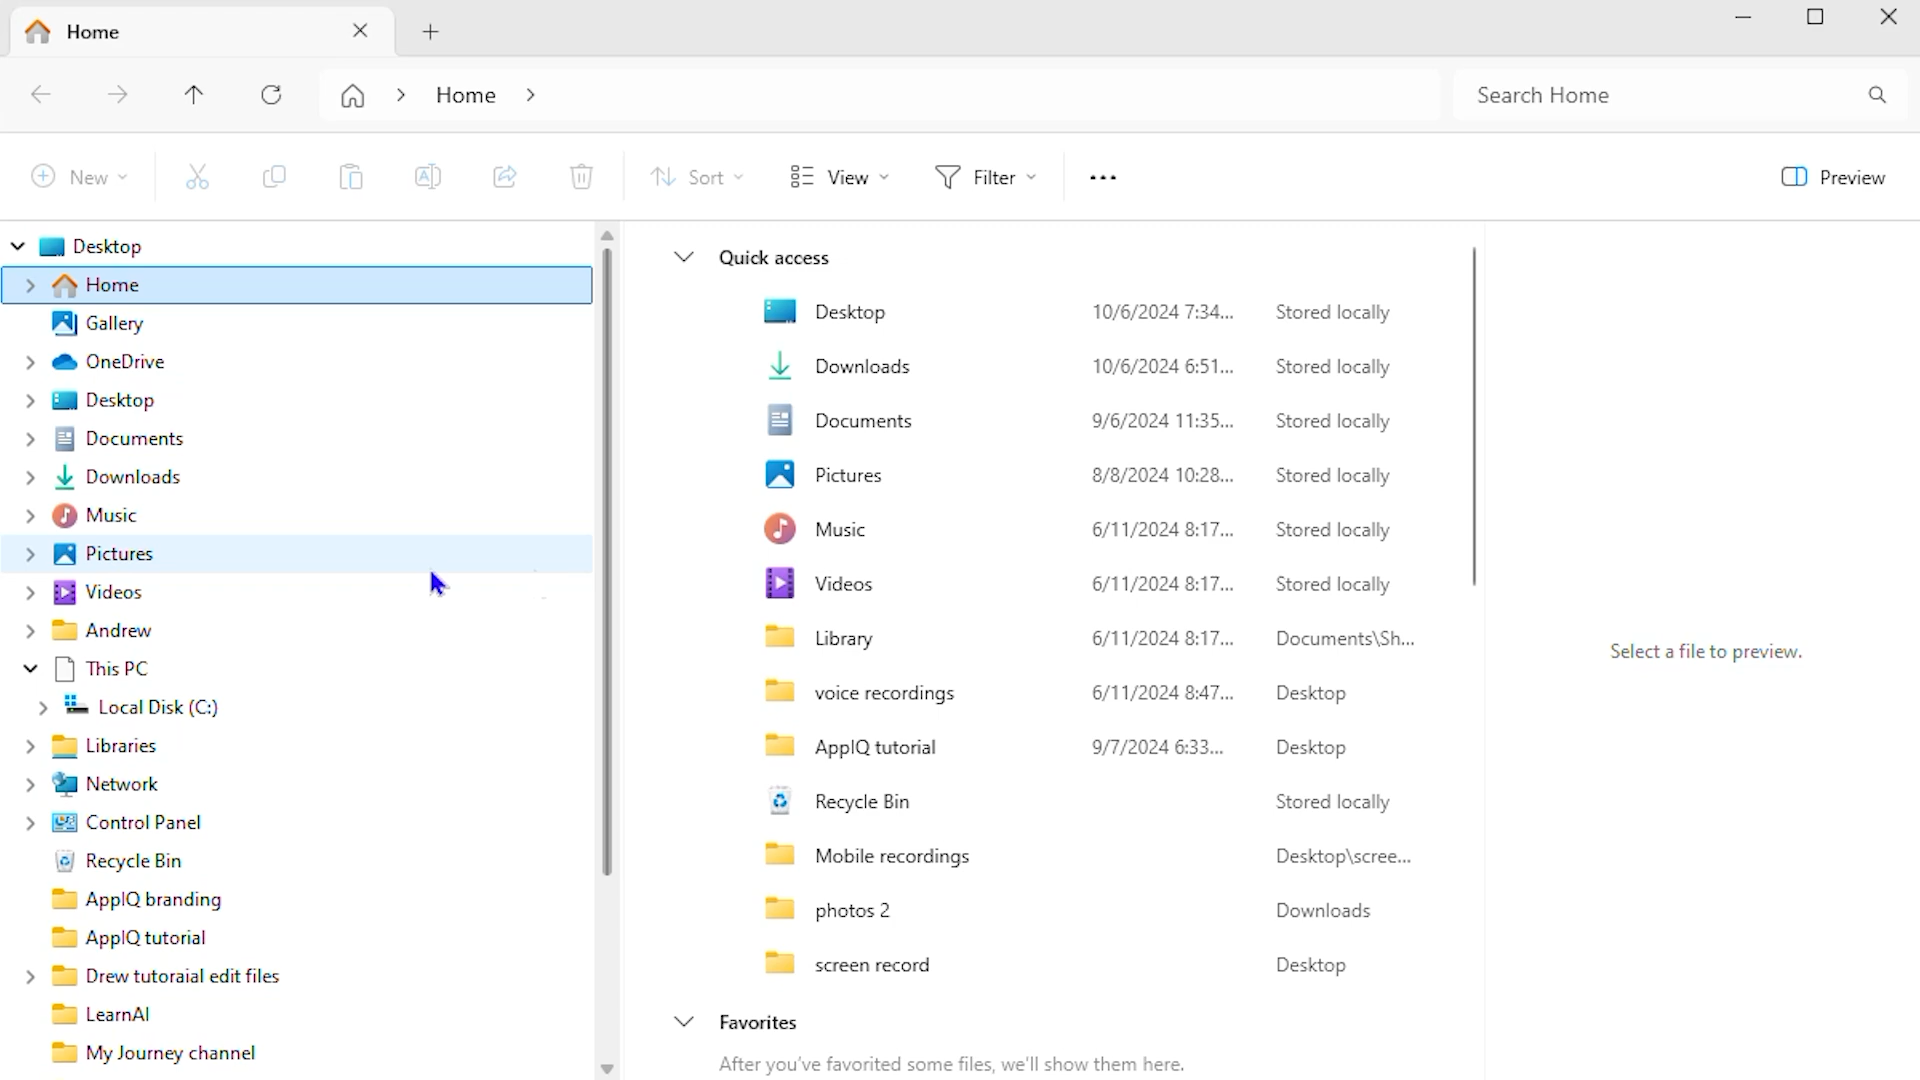 Home
Home
Search Home
New
Sort
View
Filter
Preview
Desktop
Home
Gallery
OneDrive
Desktop
Documents
Downloads
Music
Pictures
Videos
Andrew
This PC
Local Disk (C:)
Libraries
Network
Control Panel
Recycle Bin
AppIQ branding
AppIQ tutorial
Drew tutoraial edit files
LearnAI
My Journey channel
Quick access
Desktop 10/6/2024 7:34... Stored locally
Downloads 10/6/2024 6:51... Stored locally
Documents 9/6/2024 11:35... Stored locally
Pictures 8/8/2024 10:28... Stored locally
Music 6/11/2024 8:17... Stored locally
Videos 6/11/2024 8:17... Stored locally
Library 6/11/2024 8:17... Documents\Sh...
voice recordings 6/11/2024 8:47... Desktop
AppIQ tutorial 9/7/2024 6:33... Desktop
Recycle Bin Stored locally
Mobile recordings Desktop\scree...
photos 2 Downloads
screen record Desktop
Favorites
After you've favorited some files, we'll show them here.
Select a file to preview.